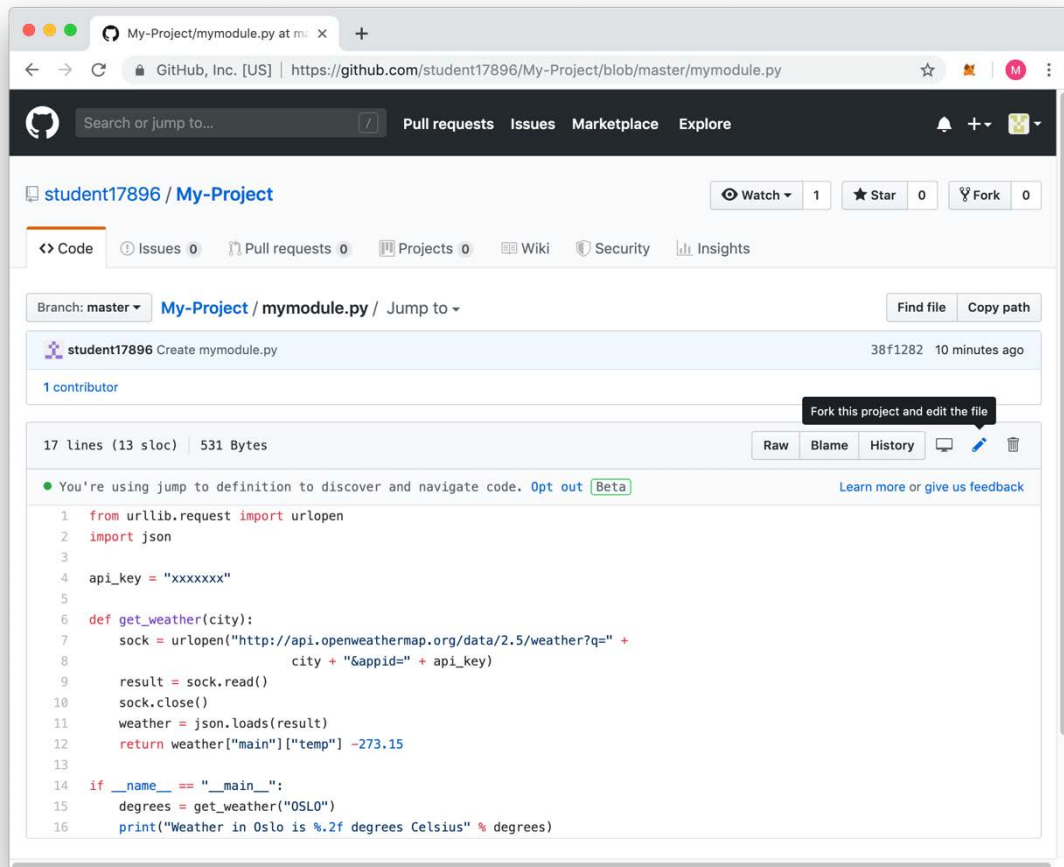 My-Project/mymodule.py at ma
GitHub, Inc. [US] | https://github.com/student17896/My-Project/blob/master/mymodule.py
M
Search or jump to... / Pull requests Issues Marketplace Explore
student17896 / My-Project
Watch 1 Star 0 Fork 0
Code Issues 0 Pull requests 0 Projects 0 Wiki Security Insights
Branch: master My-Project / mymodule.py / Jump to
Find file Copy path
student17896 Create mymodule.py 38f1282 10 minutes ago
1 contributor
Fork this project and edit the file
17 lines (13 sloc) | 531 Bytes Raw Blame History
You're using jump to definition to discover and navigate code. Opt out Beta Learn more or give us feedback
1 from urllib.request import urlopen
2 import json
3
4 api_key = "xxxxxxx"
5
6 def get_weather(city):
7     sock = urlopen("http://api.openweathermap.org/data/2.5/weather?q=" +
8                     city + "&appid=" + api_key)
9     result = sock.read()
10     sock.close()
11     weather = json.loads(result)
12     return weather["main"]["temp"] -273.15
13
14 if __name__ == "__main__":
15     degrees = get_weather("OSLO")
16     print("Weather in Oslo is %.2f degrees Celsius" % degrees)